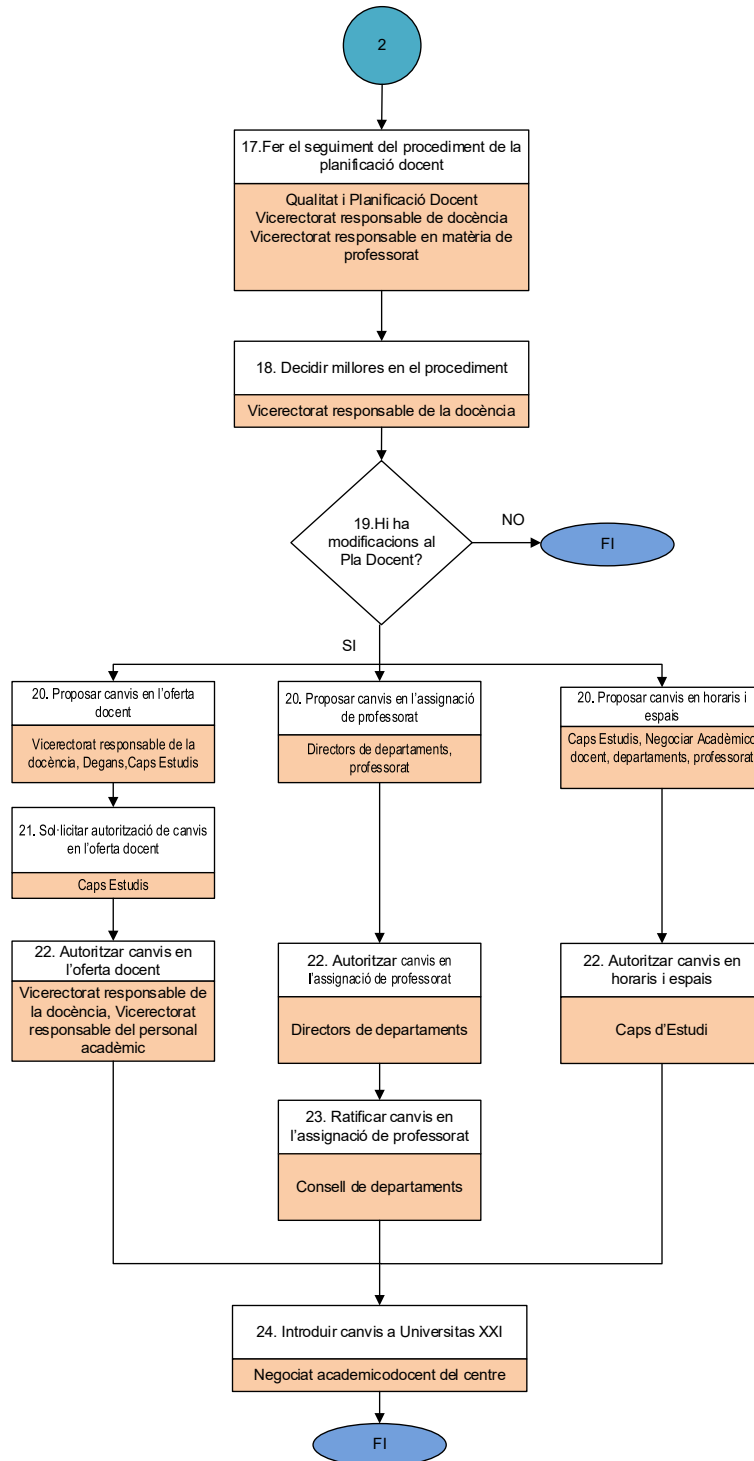 2
17.Fer el seguiment del procediment de la
planificació docent
Qualitat i Planificació Docent
Vicerectorat responsable de docència
Vicerectorat responsable en matèria de
professorat
18. Decidir millores en el procediment
Vicerectorat responsable de la docència
19.Hi ha
modificacions al
Pla Docent?
NO
FI
SI
20. Proposar canvis en l’oferta
docent
Vicerectorat responsable de la
docència, Degans,Caps Estudis
21. Sol·licitar autorització de canvis
en l’oferta docent
Caps Estudis
22. Autoritzar canvis en
l’oferta docent
Vicerectorat responsable de
la docència, Vicerectorat
responsable del personal
acadèmic
20. Proposar canvis en l’assignació
de professorat
Directors de departaments,
professorat
22. Autoritzar canvis en
l’assignació de professorat
Directors de departaments
23. Ratificar canvis en
l’assignació de professorat
Consell de departaments
20. Proposar canvis en horaris i
espais
Caps Estudis, Negociar Acadèmico
docent, departaments, professorat
22. Autoritzar canvis en
horaris i espais
Caps d’Estudi
24. Introduir canvis a Universitas XXI
Negociat academicodocent del centre
FI